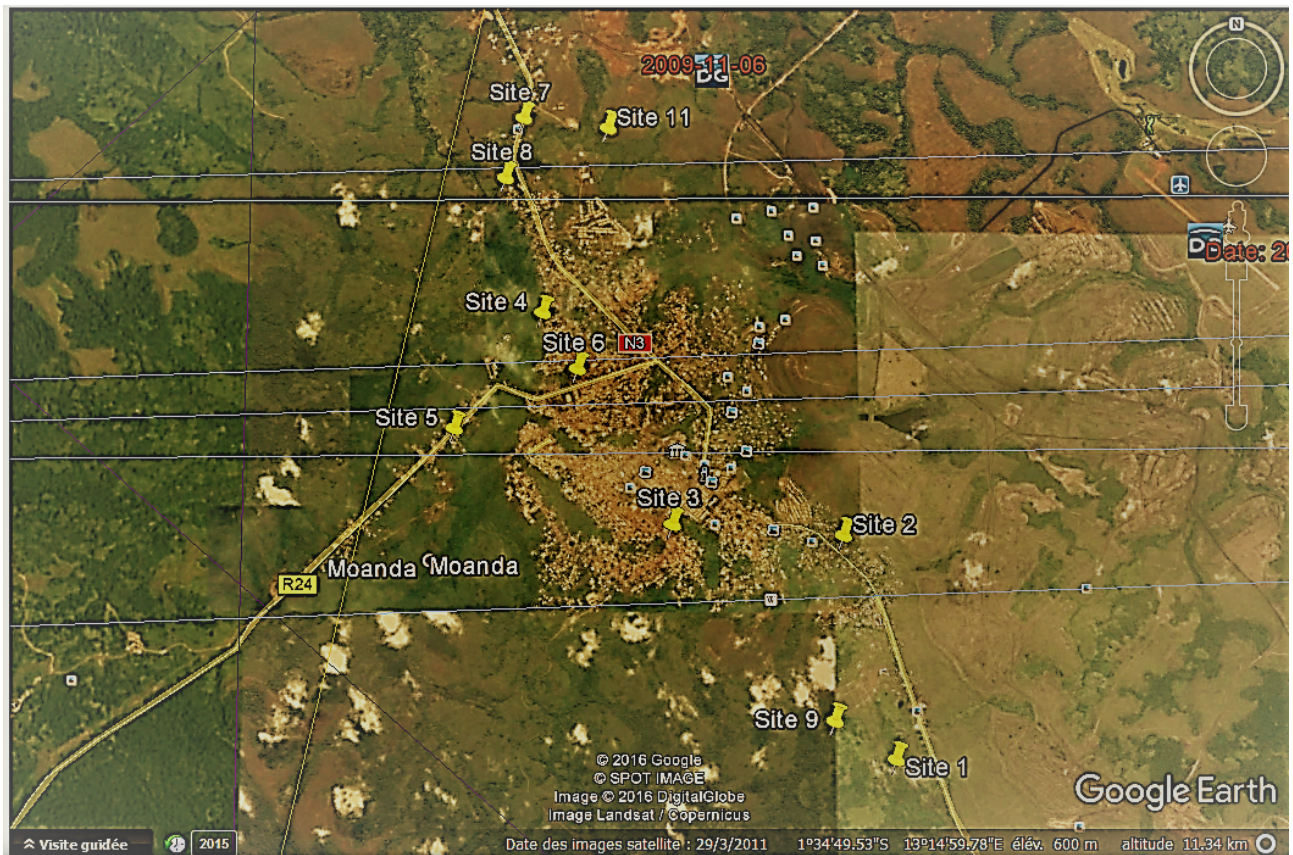 N
2009-11-06
DG
Site 7
Site 11
Site 8
Date: 20
Site 4
Site 6
N3
Site 5
Site 3
Site 2
Moanda
Moanda
R24
Site 9
Site 1
© 2016 Google
© SPOT IMAGE
Image © 2016 DigitalGlobe
Image Landsat / Copernicus
Google Earth
Visite guidée
2015
Date des images satellite : 29/3/2011 1°34'49.53"S 13°14'59.78"E élév. 600 m altitude 11.34 km